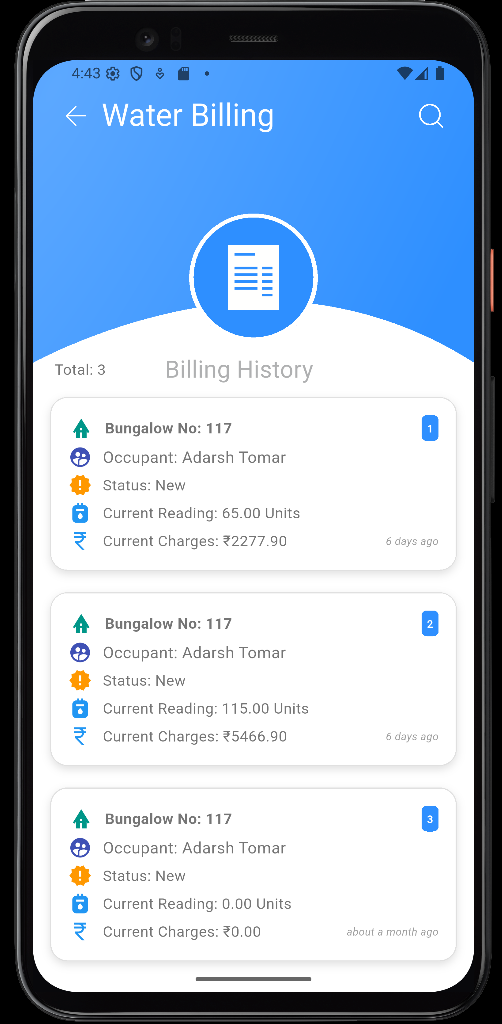 4:43
Water Billing
Total: 3
Billing History
Bungalow No: 117
1
Occupant: Adarsh Tomar
Status: New
Current Reading: 65.00 Units
Current Charges: ₹2277.90
6 days ago
Bungalow No: 117
2
Occupant: Adarsh Tomar
Status: New
Current Reading: 115.00 Units
Current Charges: ₹5466.90
6 days ago
Bungalow No: 117
3
Occupant: Adarsh Tomar
Status: New
Current Reading: 0.00 Units
Current Charges: ₹0.00
about a month ago